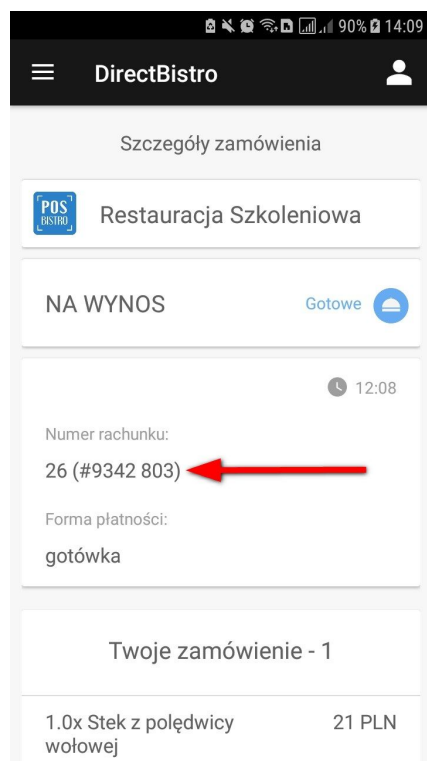 90% 14:09
DirectBistro
Szczegóły zamówienia
POS
BISTRO
Restauracja Szkoleniowa
NA WYNOS
Gotowe
12:08
Numer rachunku:
26 (#9342 803)
Forma płatności:
gotówka
Twoje zamówienie - 1
1.0x Stek z polędwicy 21 PLN
wołowej